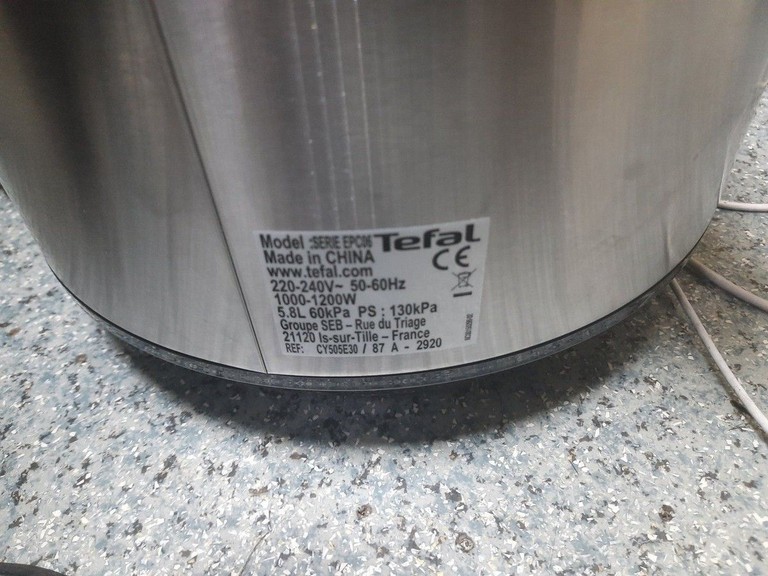 Model :SERIE EPC06 Tefal
Made in CHINA
CE
www.tefal.com
220-240V~ 50-60Hz
1000-1200W
5.8L 60kPa PS : 130kPa
Groupe SEB – Rue du Triage
21120 Is-sur-Tille – France
REF: CY505E30 / 87 A - 2920